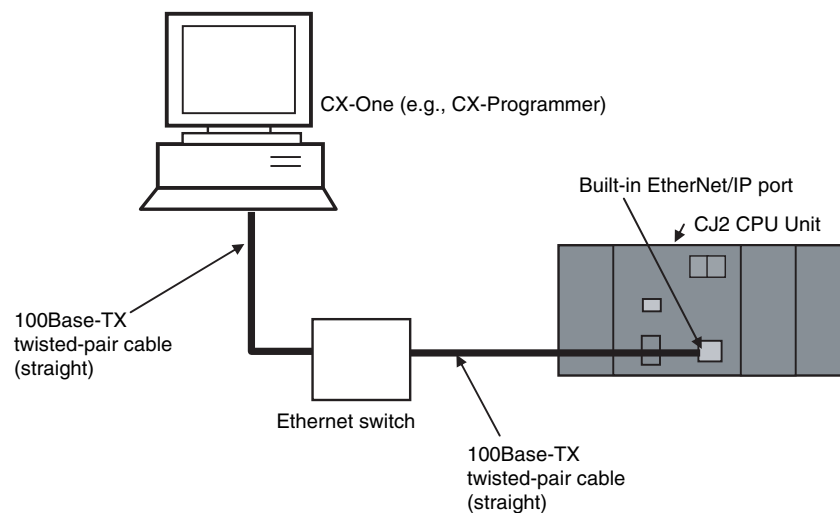 CX-One (e.g., CX-Programmer)
Built-in EtherNet/IP port
CJ2 CPU Unit
100Base-TX
twisted-pair cable
(straight)
Ethernet switch
100Base-TX
twisted-pair cable
(straight)